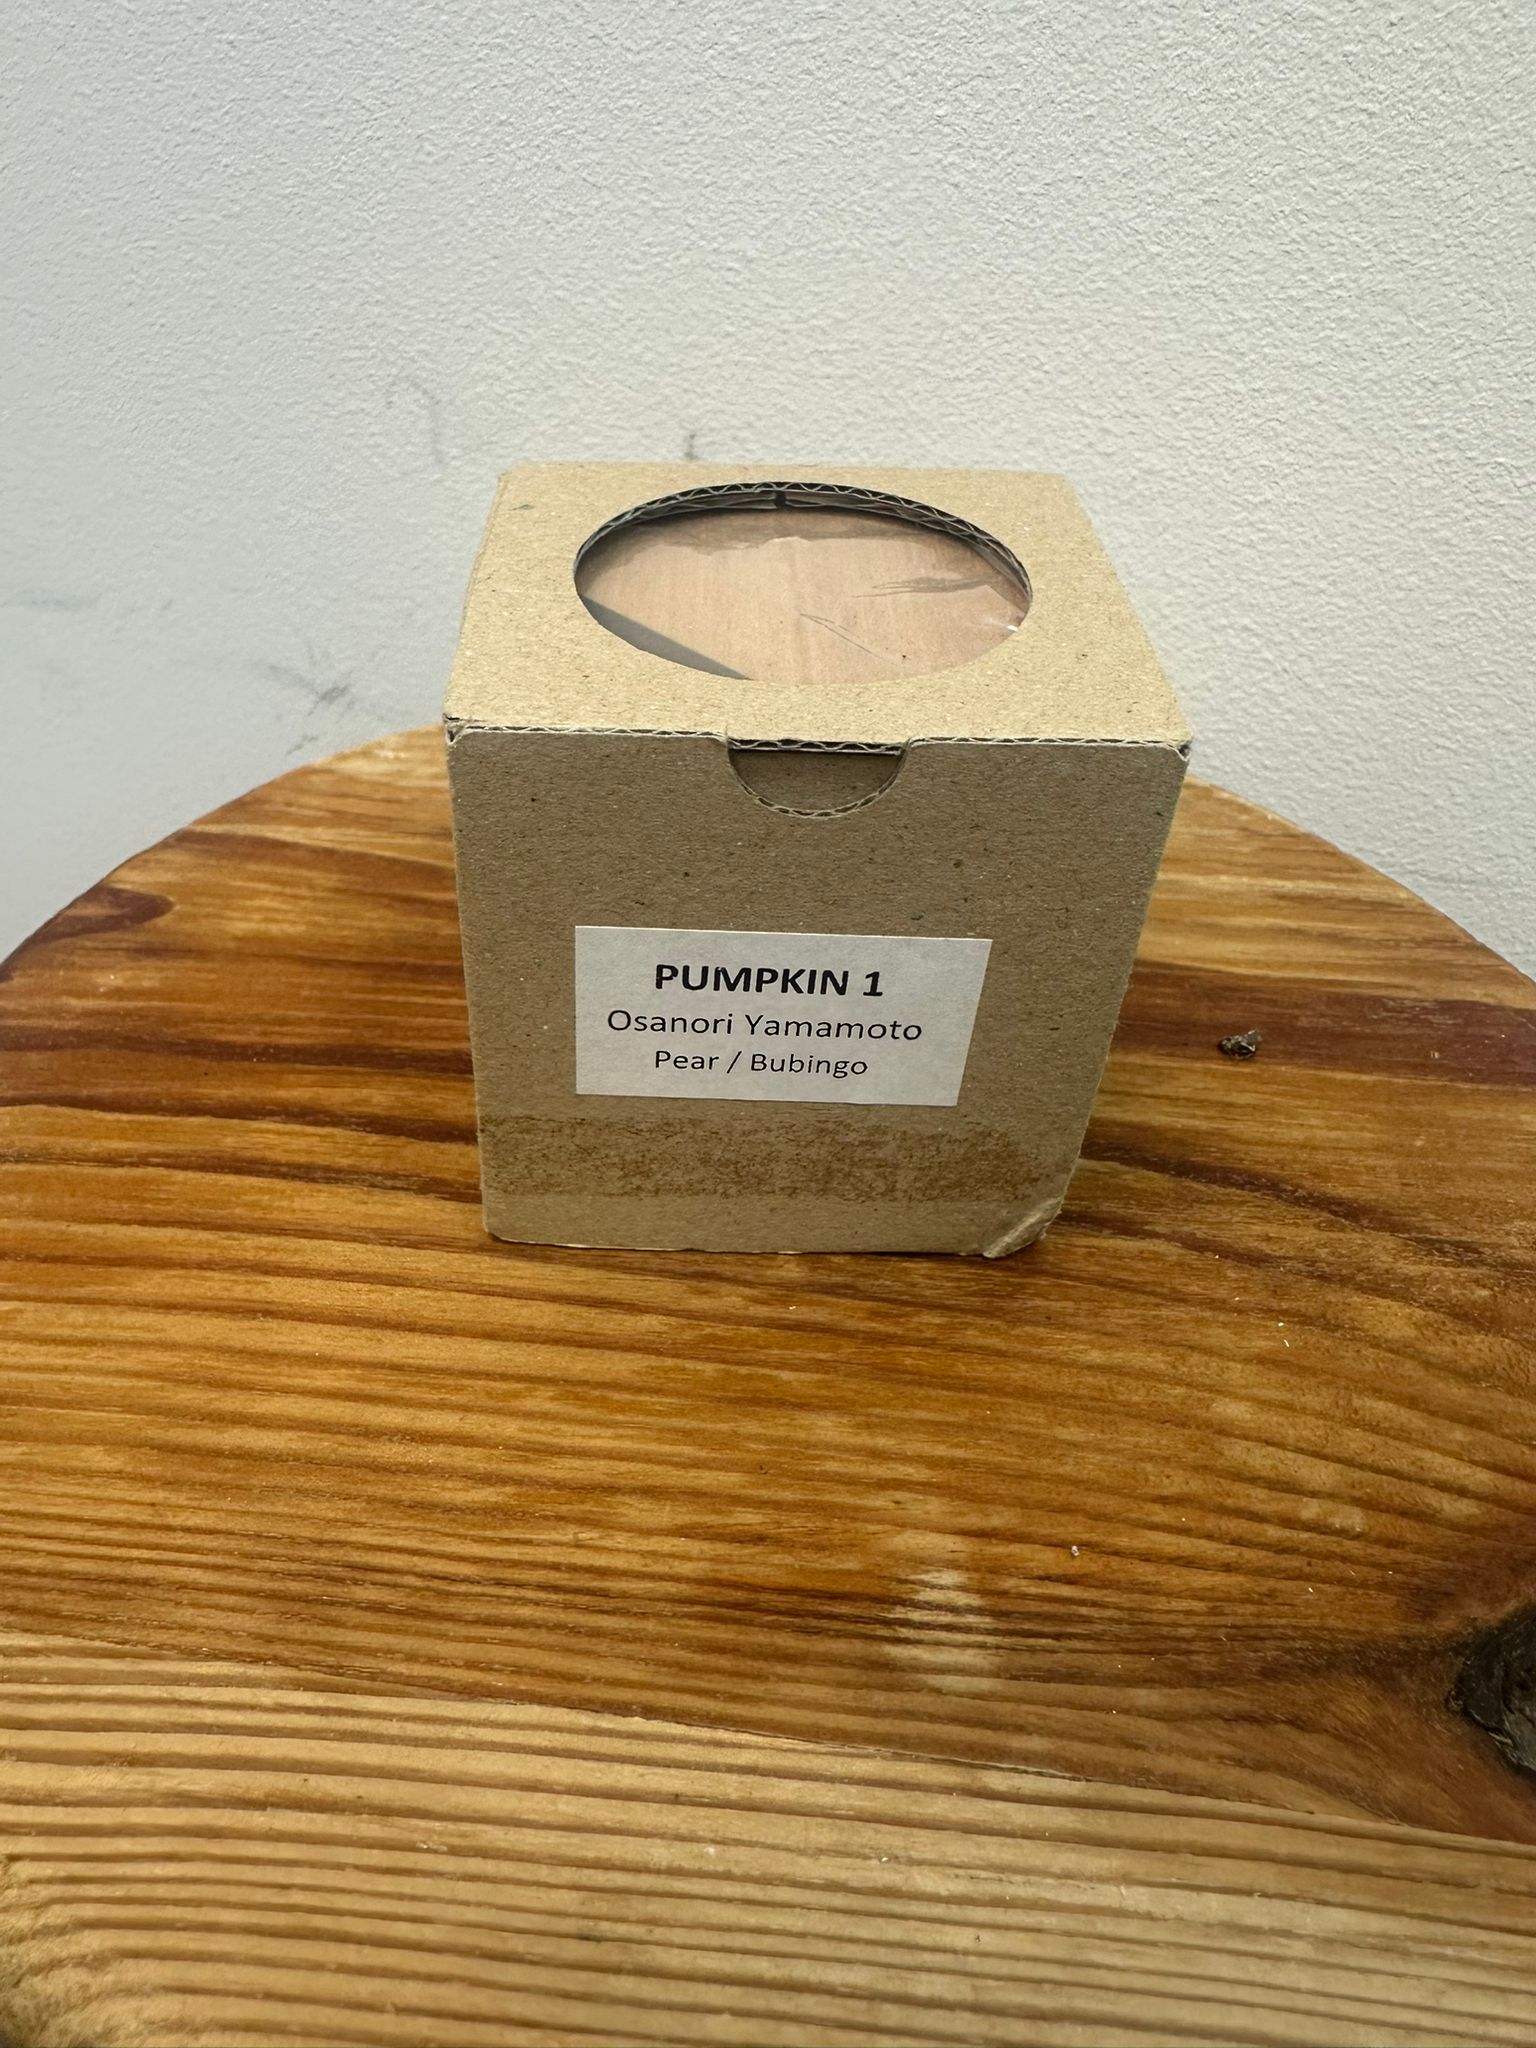 PUMPKIN 1
Osanori Yamamoto
Pear / Bubingo